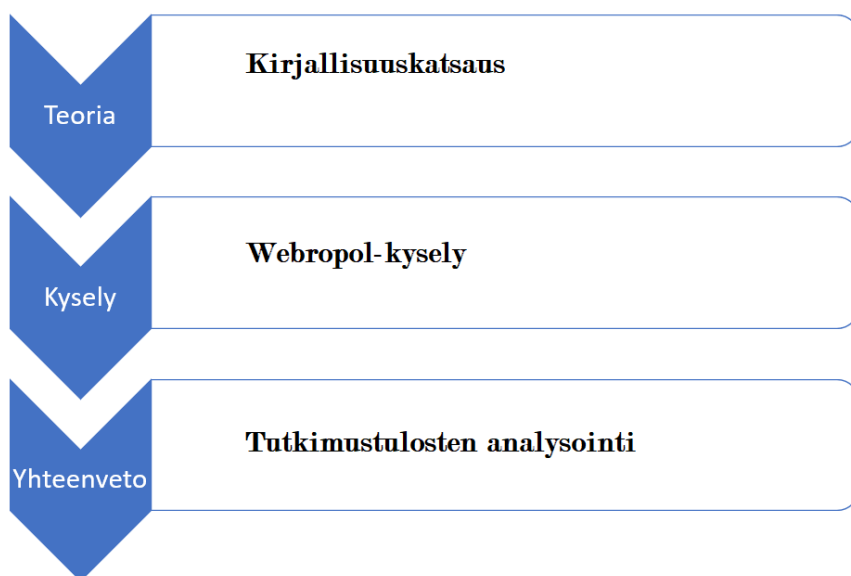 Teoria
Kirjallisuuskatsaus
Kysely
Webropol-kysely
Yhteenveto
Tutkimustulosten analysointi